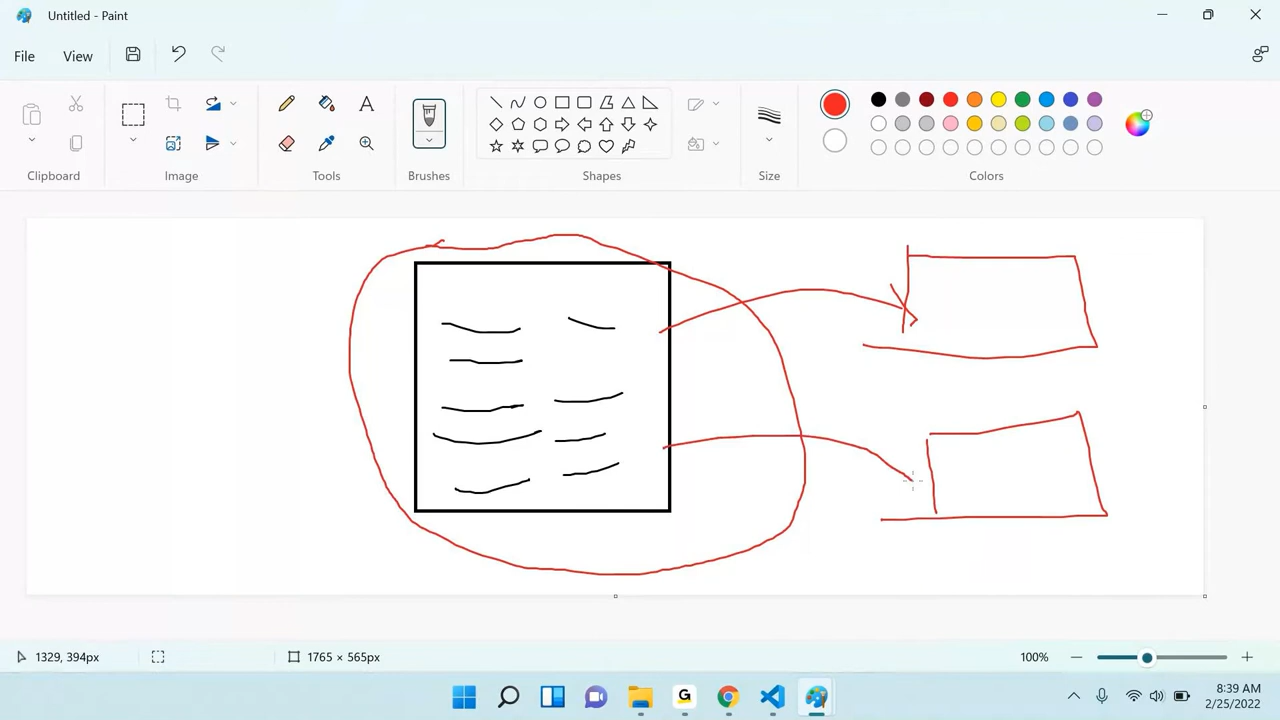 Untitled - Paint
File
View
Clipboard
Image
Tools
Brushes
Shapes
Size
Colors
1329, 394px
1765 × 565px
100%
G
8:39 AM
2/25/2022